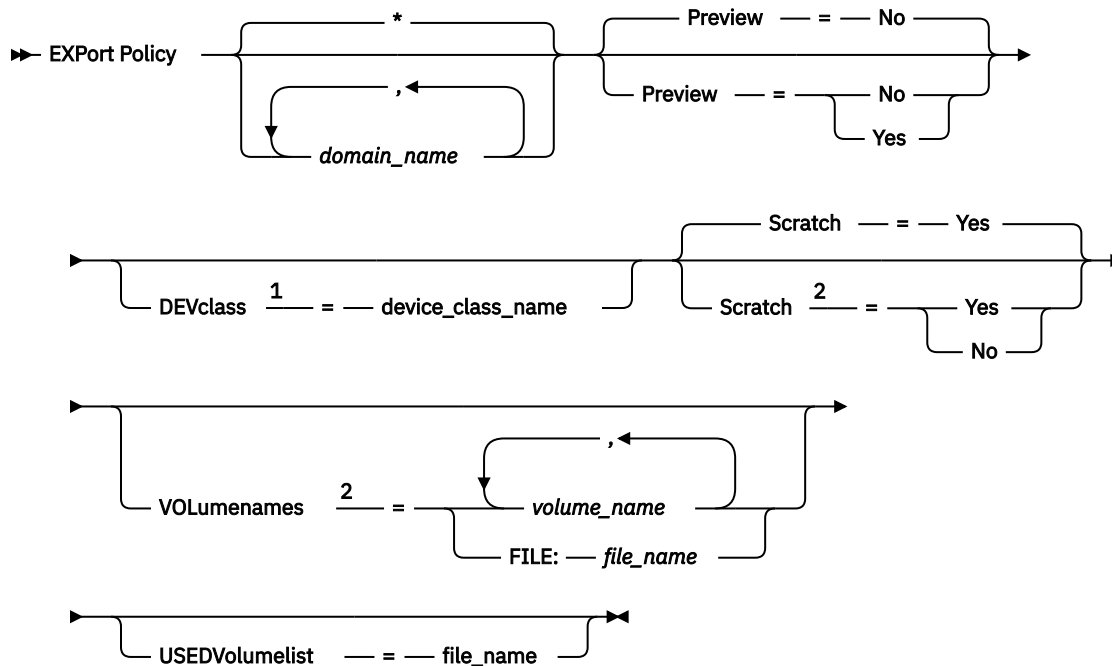 *
Preview = No
EXPort Policy
,
Preview = No
Yes
domain_name
Scratch = Yes
DEVclass 1 = device_class_name
Scratch 2 = Yes
No
,
VOLumenames 2 = volume_name
FILE: file_name
USEDVolumelist = file_name